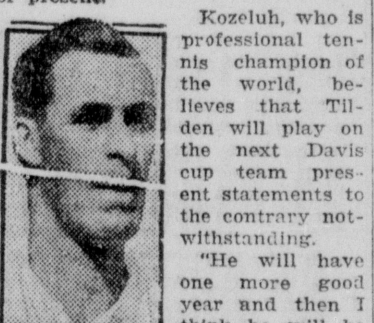 presen
Kozeluh, who is
professional ten-
nis champion of
the world, be-
lieves that Til-
den will play on
the next Davis
cup team pres-
ent statements to
the contrary not-
withstanding.
"He will have
one more good
year and then I